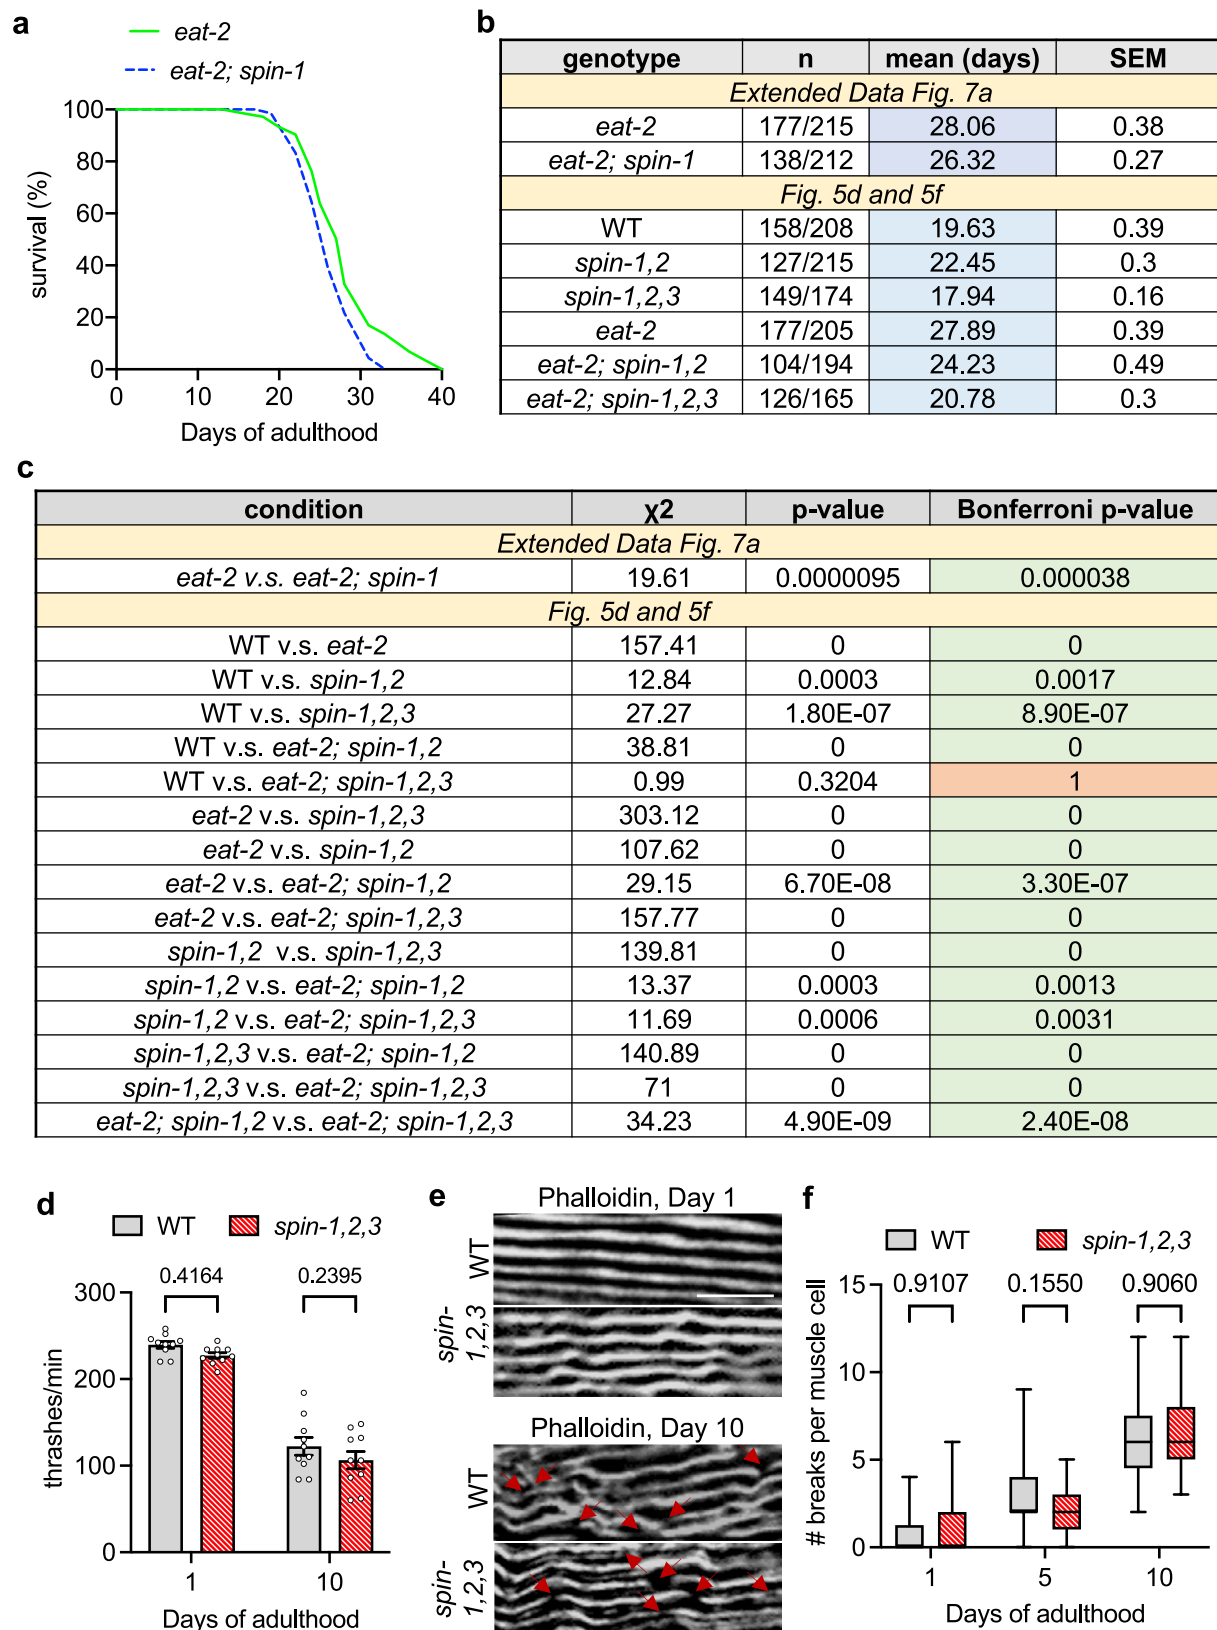 a
eat-2
eat-2; spin-1
survival (%)
100
80
60
40
20
0
0 10 20 30 40
Days of adulthood
b
genotype n mean (days) SEM
Extended Data Fig. 7a
eat-2 177/215 28.06 0.38
eat-2; spin-1 138/212 26.32 0.27
Fig. 5d and 5f
WT 158/208 19.63 0.39
spin-1,2 127/215 22.45 0.3
spin-1,2,3 149/174 17.94 0.16
eat-2 177/205 27.89 0.39
eat-2; spin-1,2 104/194 24.23 0.49
eat-2; spin-1,2,3 126/165 20.78 0.3
c
condition χ2 p-value Bonferroni p-value
Extended Data Fig. 7a
eat-2 v.s. eat-2; spin-1 19.61 0.0000095 0.000038
Fig. 5d and 5f
WT v.s. eat-2 157.41 0 0
WT v.s. spin-1,2 12.84 0.0003 0.0017
WT vs. spin-1,2,3 27.27 1.80E-07 8.90E-07
WT v.s. eat-2; spin-1,2 38.81 0 0
WT v.s. eat-2; spin-1,2,3 0.99 0.3204 1
eat-2 v.s. spin-1,2,3 303.12 0 0
eat-2 v.s. spin-1,2 107.62 0 0
eat-2 v.s. eat-2; spin-1,2 29.15 6.70E-08 3.30E-07
eat-2 v.s. eat-2; spin-1,2,3 157.77 0 0
spin-1,2 v.s. spin-1,2,3 139.81 0 0
spin-1,2 v.s. eat-2; spin-1,2 13.37 0.0003 0.0013
spin-1,2 v.s. eat-2; spin-1,2,3 11.69 0.0006 0.0031
spin-1,2,3 v.s. eat-2; spin-1,2 140.89 0 0
spin-1,2,3 v.s. eat-2; spin-1,2,3 71 0 0
eat-2; spin-1,2 v.s. eat-2; spin-1,2,3 34.23 4.90E-09 2.40E-08
d
WT spin-1,2,3
0.4164 0.2395
thrashes/min
300
200
100
0
1 10
Days of adulthood
e
Phalloidin, Day 1
WT
spin-
1,2,3
Phalloidin, Day 10
WT
spin-
1,2,3
f
WT spin-1,2,3
0.9107 0.1550 0.9060
# breaks per muscle cell
15
10
5
0
1 5 10
Days of adulthood